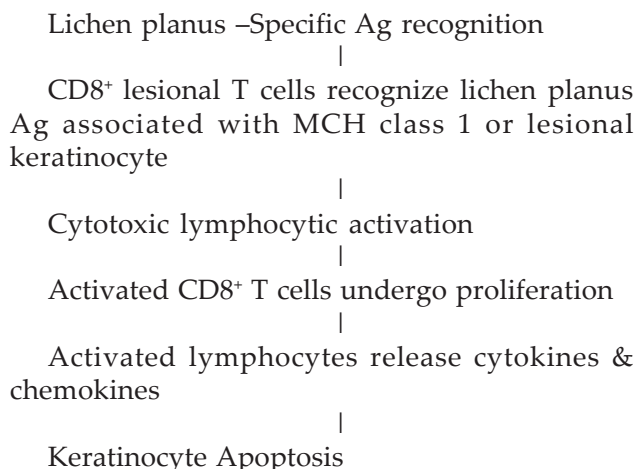 Lichen planus –Specific Ag recognition
|
CD8⁺ lesional T cells recognize lichen planus
Ag associated with MCH class 1 or lesional
keratinocyte
|
Cytotoxic lymphocytic activation
|
Activated CD8⁺ T cells undergo proliferation
|
Activated lymphocytes release cytokines &
chemokines
|
Keratinocyte Apoptosis